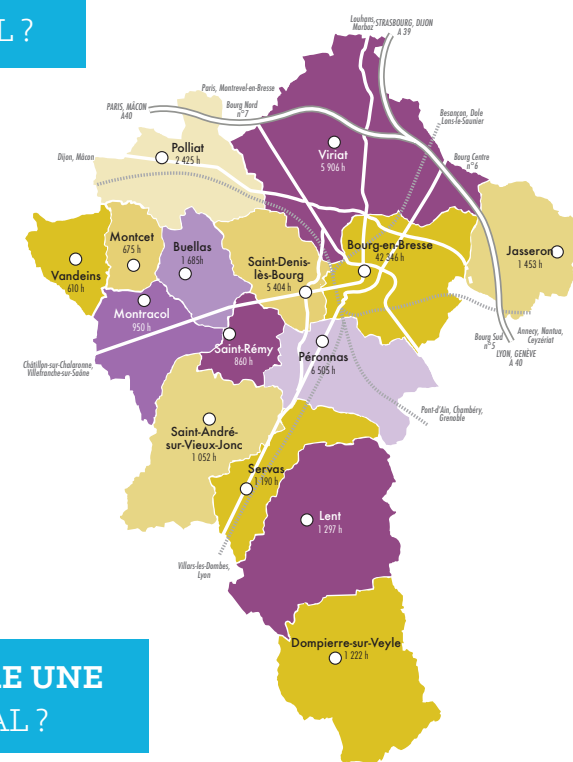 L ?
Louhans,
Marboz
STRASBOURG, DIJON
A 39
Paris, Montrevel-en-Bresse
PARIS, MÂCON
A40
Bourg Nord
n°7
Besançon, Dole
Lons-le-Saunier
Polliat
2 425 h
Viriat
5 906 h
Dijon, Mâcon
Bourg Centre
n°6
Montcet
675 h
Buellas
1 685h
Saint-Denis-
lès-Bourg
5 404 h
Bourg-en-Bresse
42 346 h
Jasseron
1 453 h
Vandeins
610 h
Montracol
950 h
Saint-Rémy
860 h
Péronnas
6 505 h
Bourg Sud
n°5
Annecy, Nantua,
Ceyzériat
LYON, GENÈVE
A 40
Châtillon-sur-Chalaronne,
Villefranche-sur-Saône
Pont-d'Ain, Chambéry,
Grenoble
Saint-André-
sur-Vieux-Jonc
1 052 h
Servas
1 190 h
Lent
1 297 h
Villars-les-Dombes,
Lyon
Dompierre-sur-Veyle
1 222 h
E UNE
AL ?